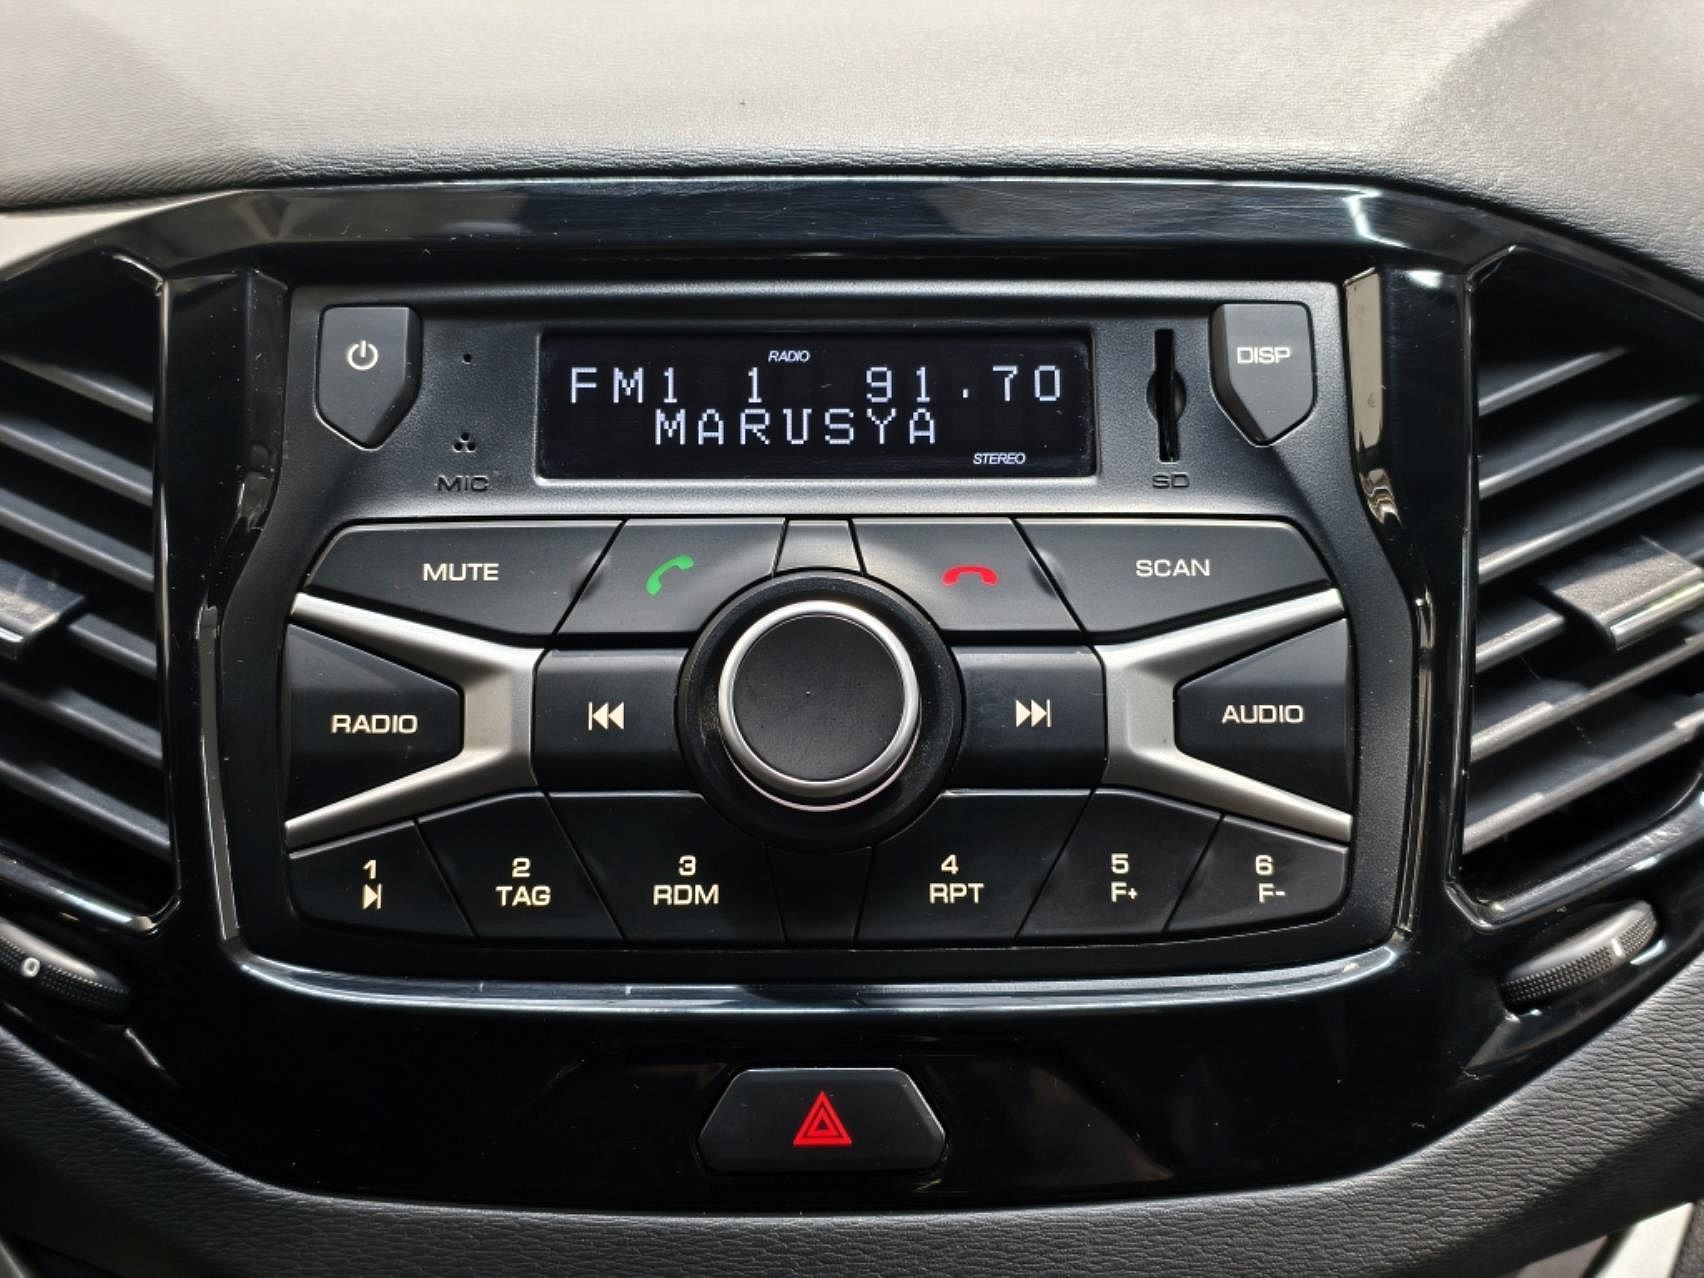 RADIO
FM1 1 91.70
MARUSYA
STEREO
DISP
MIC
SD
MUTE
SCAN
RADIO
AUDIO
1
2
TAG
3
RDM
4
RPT
5
F+
6
F-
0
I